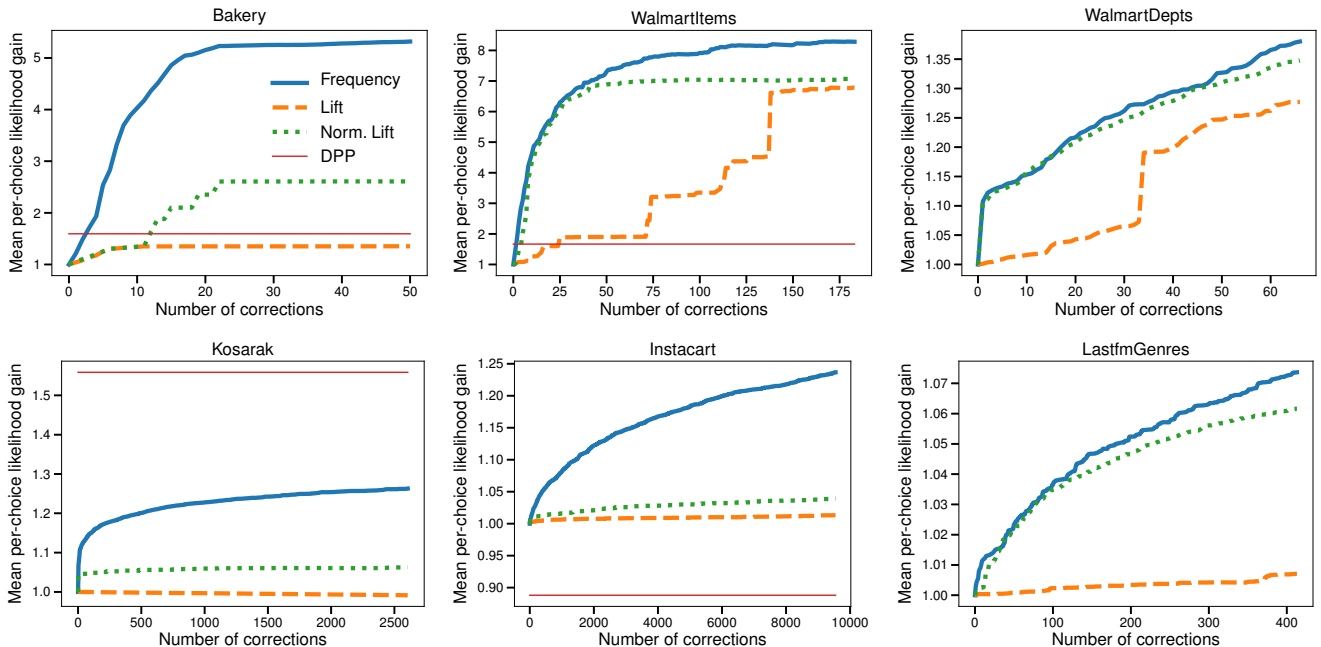 Bakery
Mean per-choice likelihood gain
5
4
3
2
1
Frequency
Lift
Norm. Lift
DPP
0 10 20 30 40 50
Number of corrections
WalmartItems
Mean per-choice likelihood gain
8
7
6
5
4
3
2
1
0 25 50 75 100 125 150 175
Number of corrections
WalmartDepts
Mean per-choice likelihood gain
1.35
1.30
1.25
1.20
1.15
1.10
1.05
1.00
0 10 20 30 40 50 60
Number of corrections
Kosarak
Mean per-choice likelihood gain
1.5
1.4
1.3
1.2
1.1
1.0
0 500 1000 1500 2000 2500
Number of corrections
Instacart
Mean per-choice likelihood gain
1.25
1.20
1.15
1.10
1.05
1.00
0.95
0.90
0 2000 4000 6000 8000 10000
Number of corrections
LastfmGenres
Mean per-choice likelihood gain
1.07
1.06
1.05
1.04
1.03
1.02
1.01
1.00
0 100 200 300 400
Number of corrections